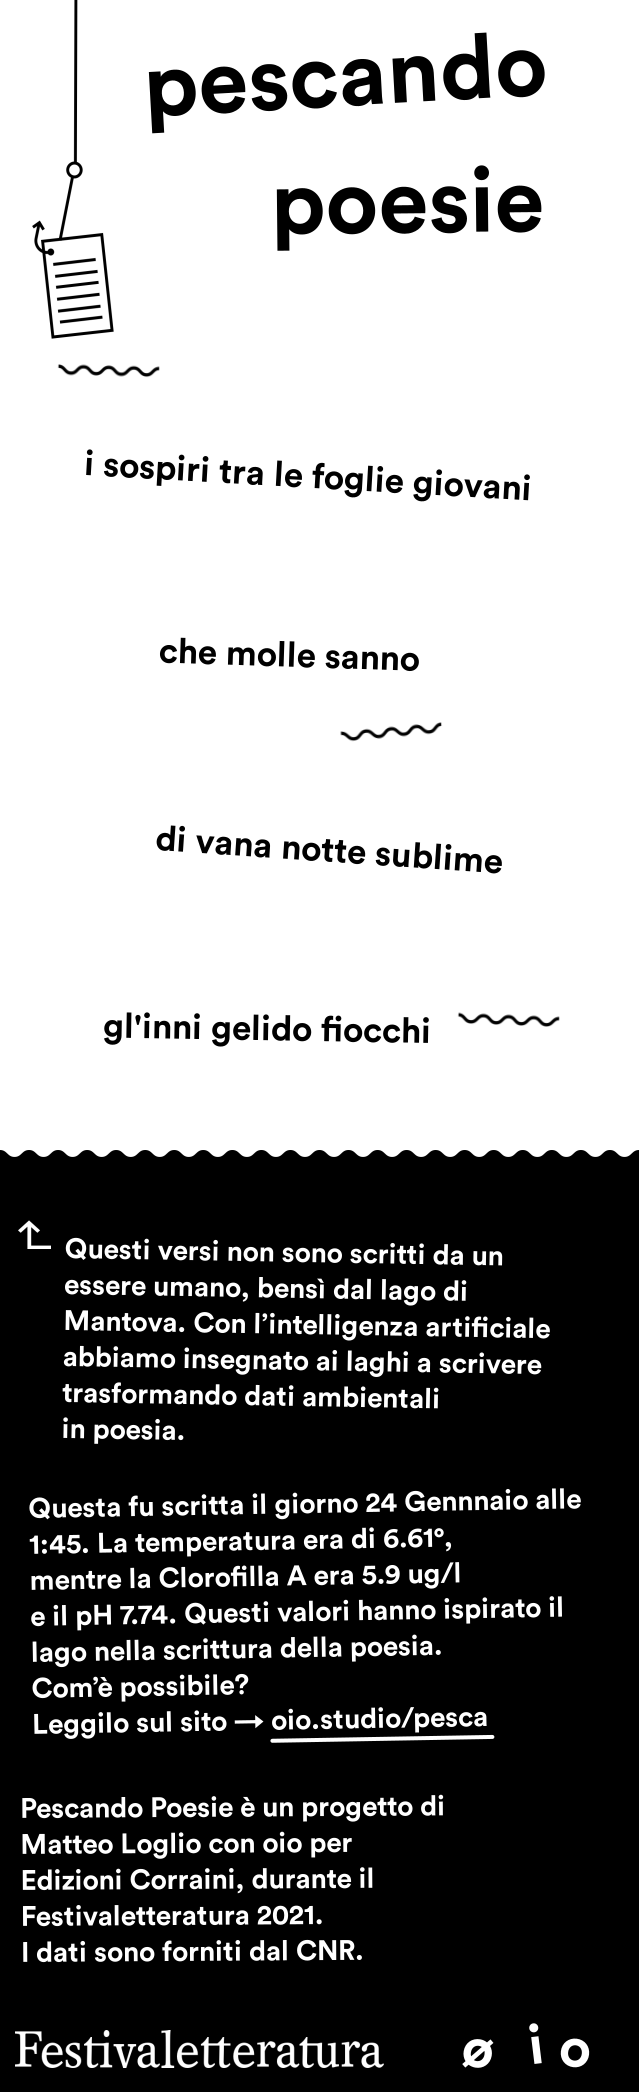 pescando
poesie
i sospiri tra le foglie giovani
che molle sanno
di vana notte sublime
gl'inni gelido fiocchi
Questi versi non sono scritti da un
essere umano, bensì dal lago di
Mantova. Con l’intelligenza artificiale
abbiamo insegnato ai laghi a scrivere
trasformando dati ambientali
in poesia.
Questa fu scritta il giorno 24 Gennnaio alle
1:45. La temperatura era di 6.61°,
mentre la Clorofilla A era 5.9 ug/l
e il pH 7.74. Questi valori hanno ispirato il
lago nella scrittura della poesia.
Com’è possibile?
Leggilo sul sito → oio.studio/pesca
Pescando Poesie è un progetto di
Matteo Loglio con oio per
Edizioni Corraini, durante il
Festivaletteratura 2021.
I dati sono forniti dal CNR.
Festivaletteratura ø i o